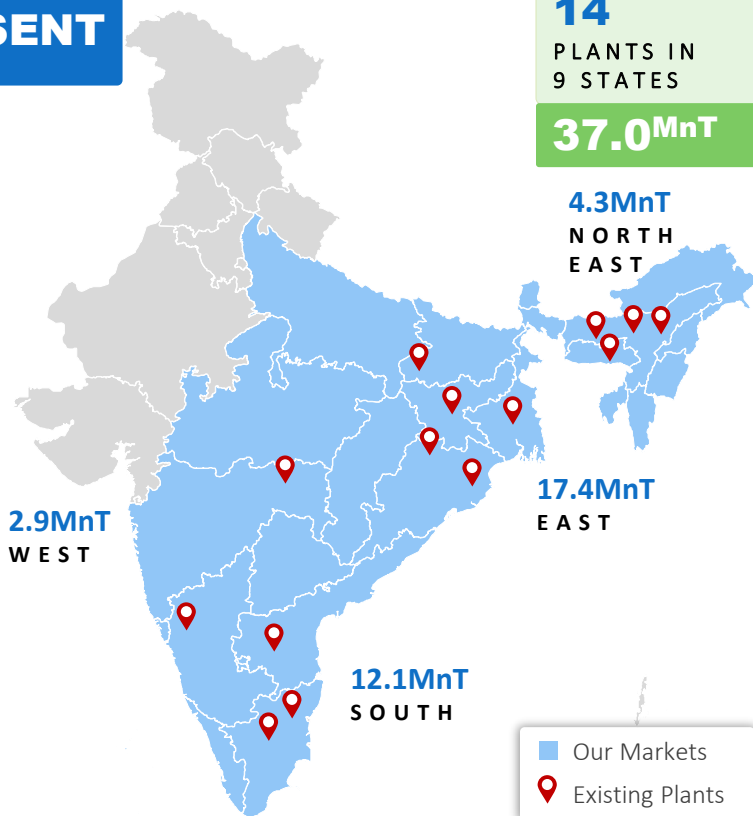 SENT
14
PLANTS IN
9 STATES
37.0MnT
4.3MnT
NORTH
EAST
17.4MnT
EAST
2.9MnT
WEST
12.1MnT
SOUTH
Our Markets
Existing Plants